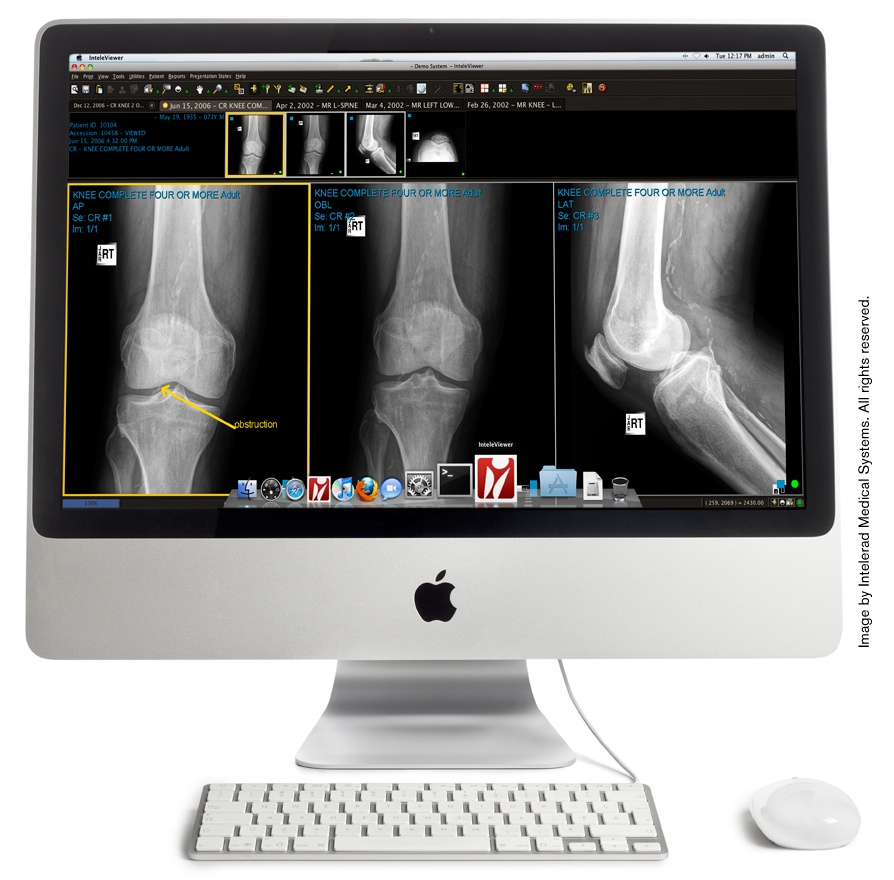 InteleViewer
Tue 12:17 PM admin
– Demo System – InteleViewer
File Print View Tools Utilities Patient Reports Presentation States Help
Dec 12, 2006 – CR KNEE 2 O...
Jun 15, 2006 – CR KNEE COM...
Apr 2, 2002 – MR L-SPINE
Mar 4, 2002 – MR LEFT LOW...
Feb 26, 2002 – MR KNEE – L...
– May 19, 1935 – 071Y M
Patient ID: 10104
Accession: 10458 – VIEWED
Jun 15, 2006 4:32:00 PM
CR – KNEE COMPLETE FOUR OR MORE Adult
KNEE COMPLETE FOUR OR MORE Adult
AP
Se: CR #1
Im: 1/1
RT
obstruction
KNEE COMPLETE FOUR OR MORE Adult
OBL
Se: CR #2
Im: 1/1
RT
KNEE COMPLETE FOUR OR MORE Adult
LAT
Se: CR #3
Im: 1/1
RT
InteleViewer
100%
(259, 2069) = 2430.00
Image by Intelerad Medical Systems. All rights reserved.